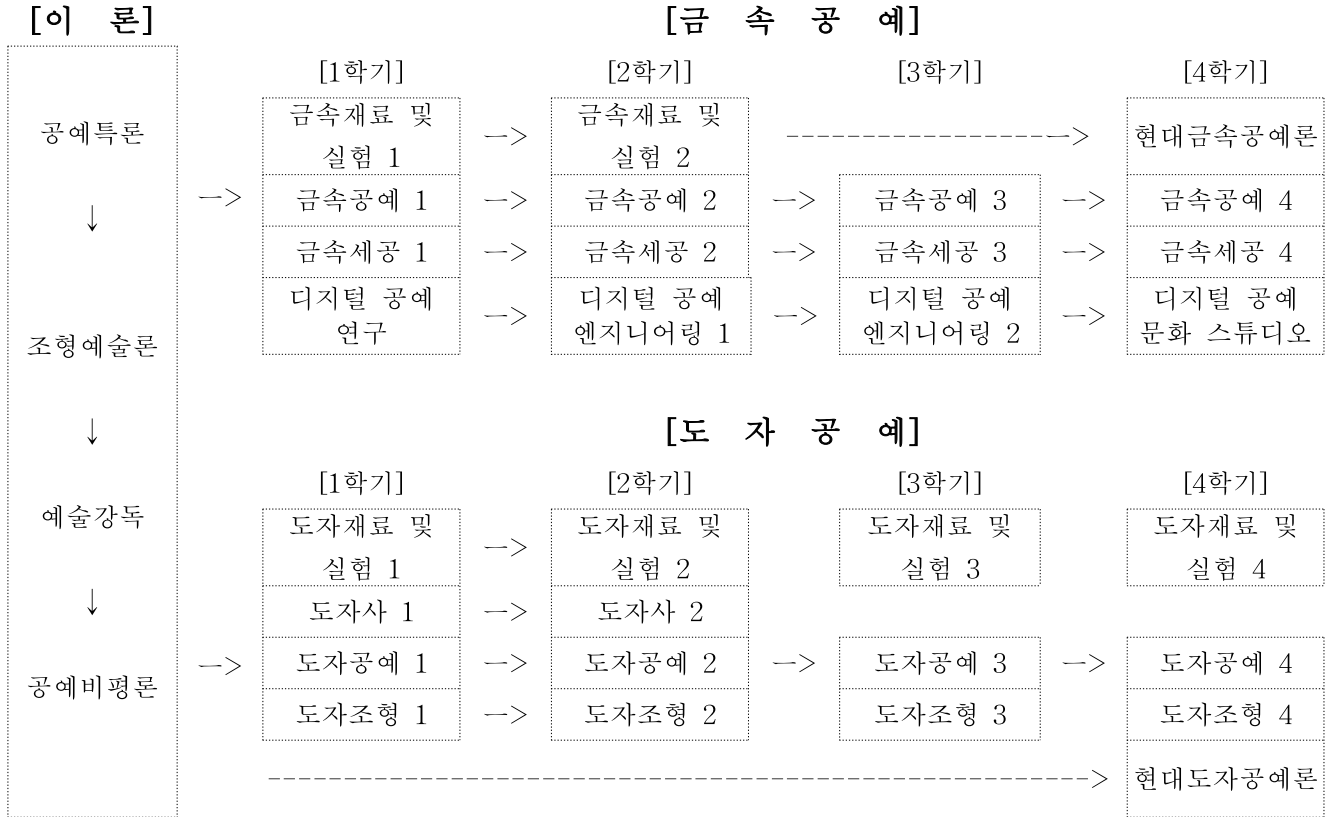 [이 론]
공예특론
↓
조형예술론
↓
예술강독
↓
공예비평론
[금 속 공 예]
[1학기] [2학기] [3학기] [4학기]
금속재료 및 금속재료 및
실험 1 —> 실험 2 ------------------—> 현대금속공예론
—> 금속공예 1 —> 금속공예 2 —> 금속공예 3 —> 금속공예 4
금속세공 1 —> 금속세공 2 —> 금속세공 3 —> 금속세공 4
디지털 공예 디지털 공예 디지털 공예 디지털 공예
연구 —> 엔지니어링 1 —> 엔지니어링 2 —> 문화 스튜디오
[도 자 공 예]
[1학기] [2학기] [3학기] [4학기]
도자재료 및 도자재료 및 도자재료 및 도자재료 및
실험 1 —> 실험 2 실험 3 실험 4
도자사 1 —> 도자사 2
—> 도자공예 1 —> 도자공예 2 —> 도자공예 3 —> 도자공예 4
도자조형 1 —> 도자조형 2 도자조형 3 도자조형 4
------------------------------------------------------> 현대도자공예론